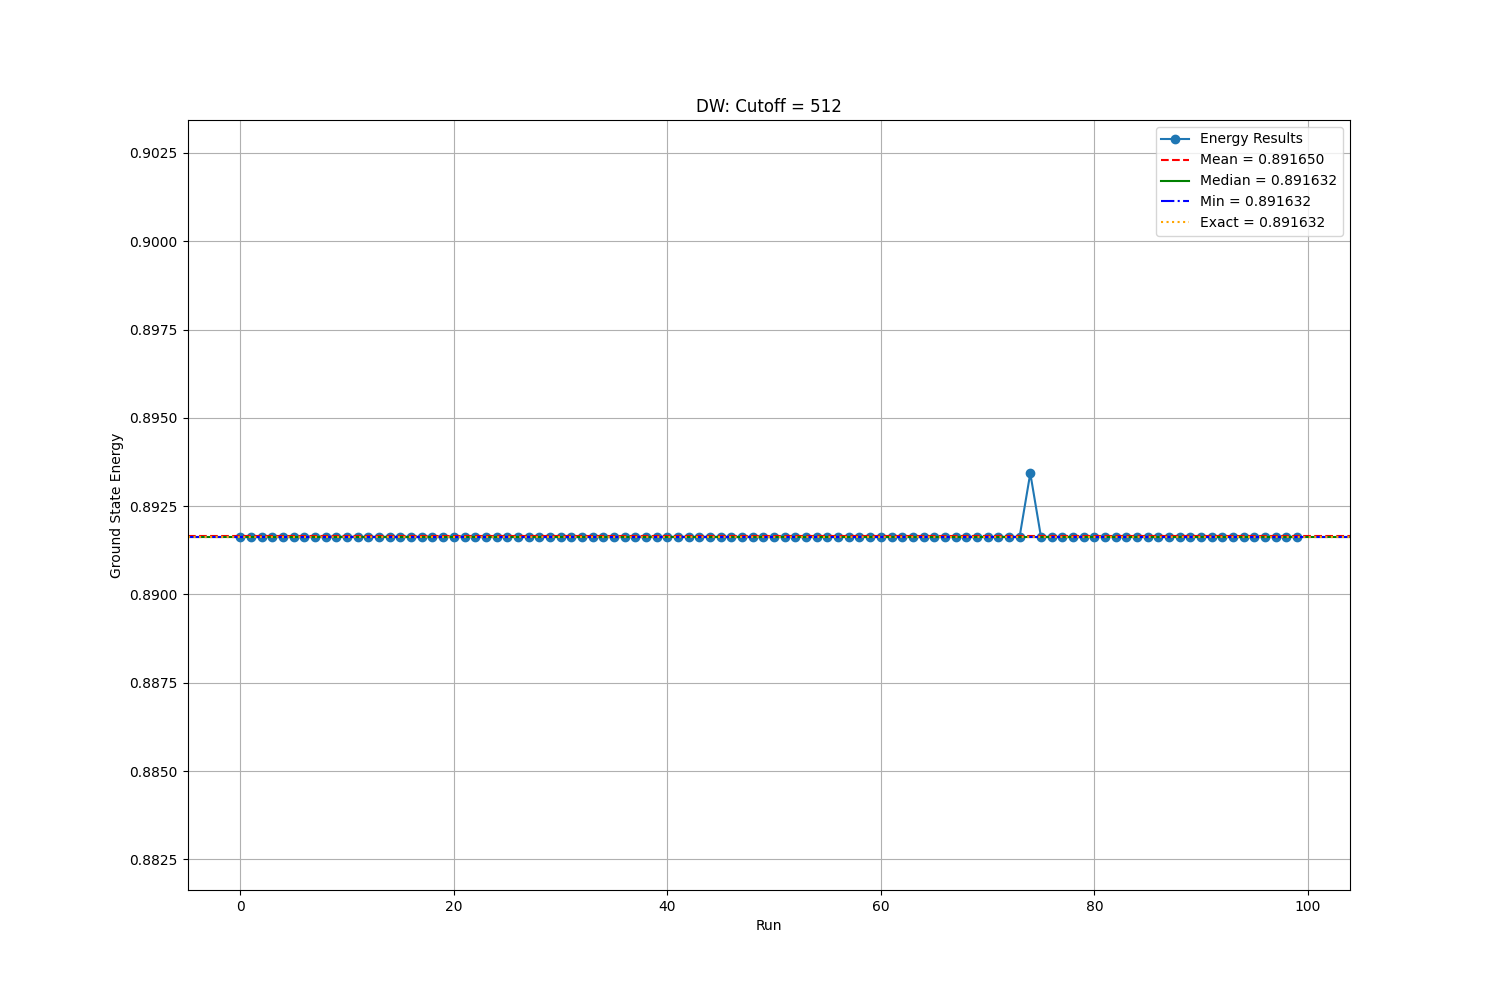 DW: Cutoff = 512
Energy Results
Mean = 0.891650
Median = 0.891632
Min = 0.891632
Exact = 0.891632
0.9025
0.9000
0.8975
0.8950
0.8925
0.8900
0.8875
0.8850
0.8825
Ground State Energy
0 20 40 60 80 100
Run